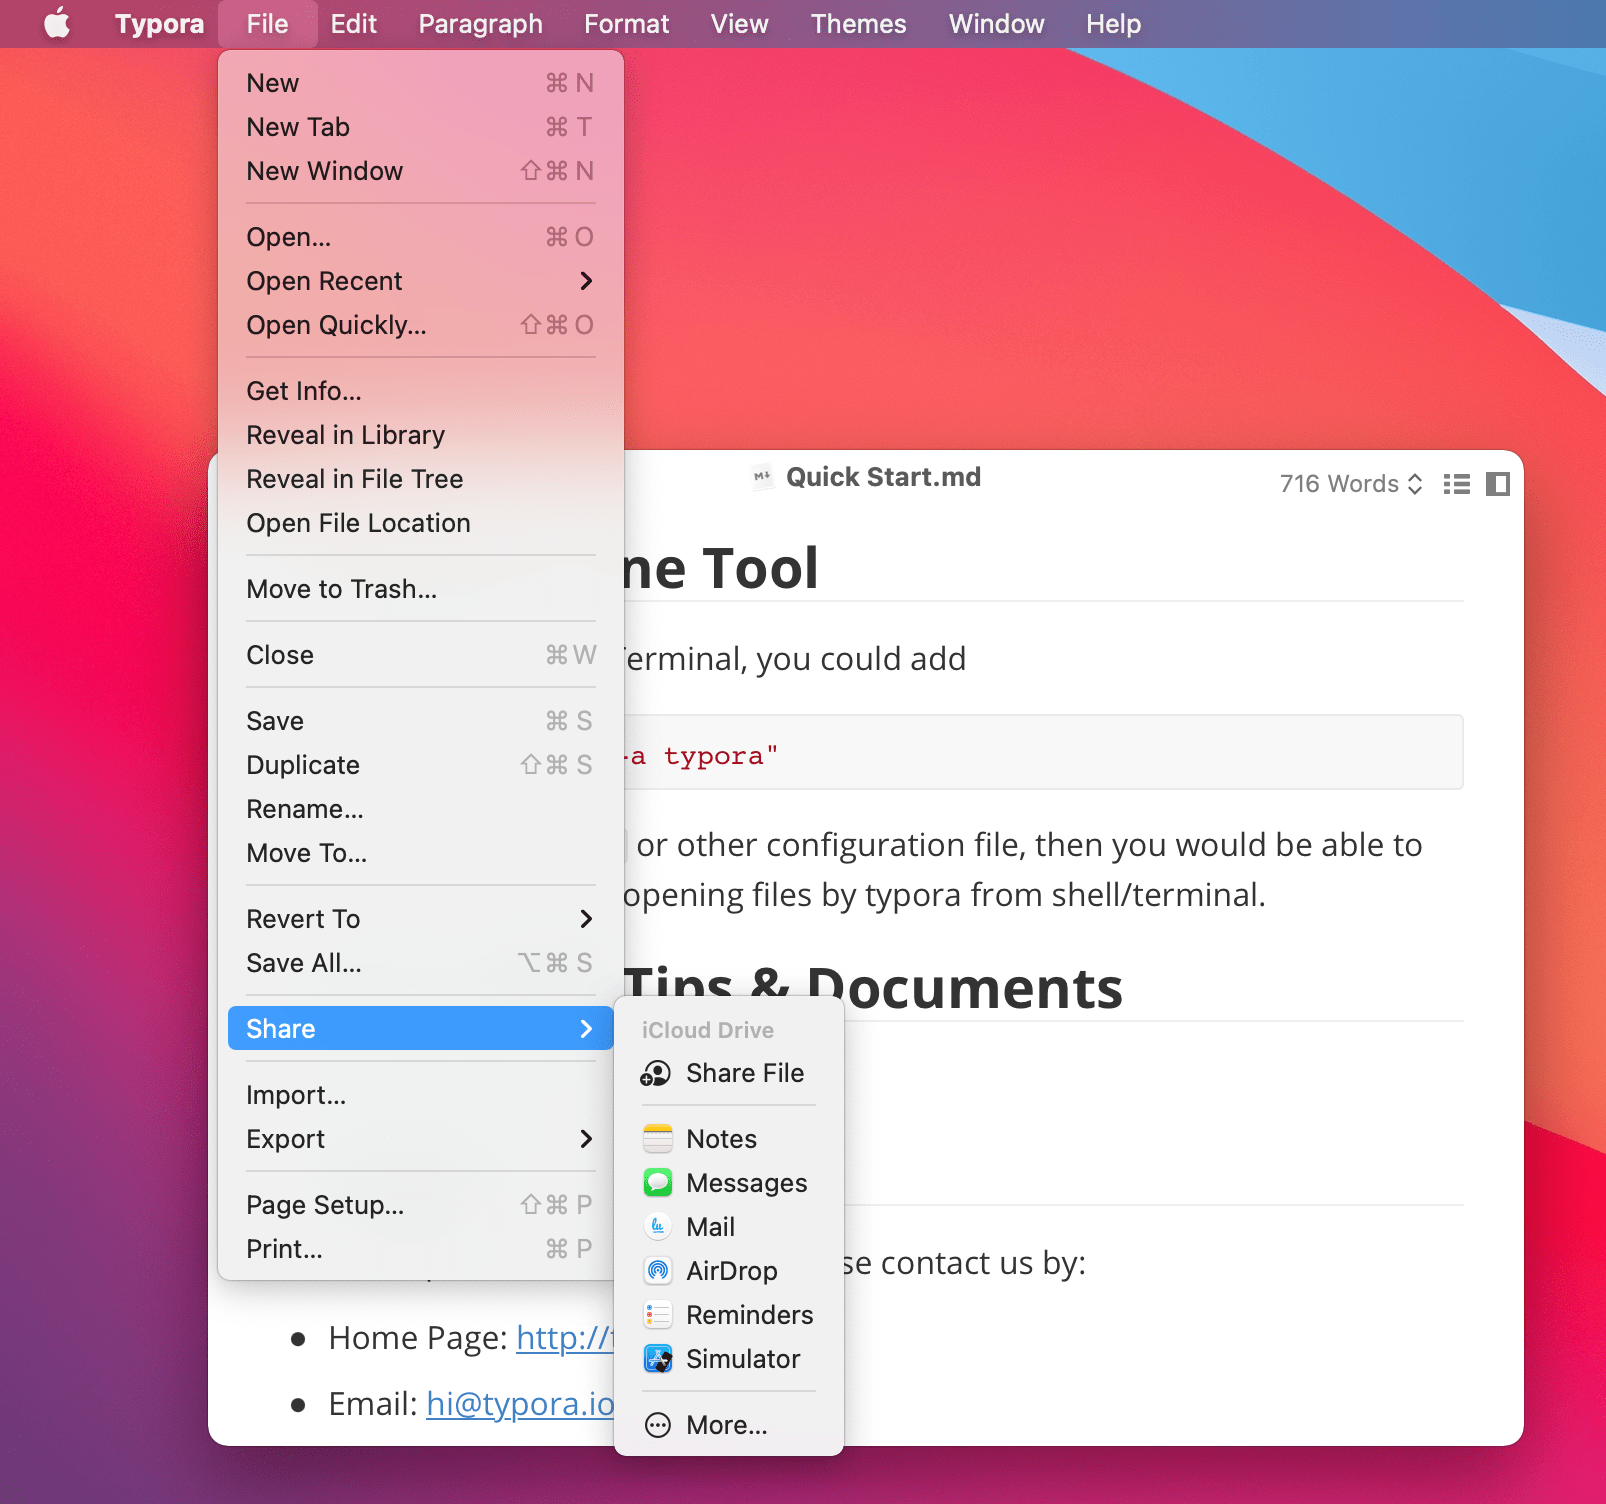 Typora File Edit Paragraph Format View Themes Window Help
New ⌘ N
New Tab ⌘ T
New Window ⇧⌘ N
Open... ⌘ O
Open Recent
Open Quickly... ⇧⌘ O
Get Info...
Reveal in Library
Reveal in File Tree
Open File Location
Move to Trash...
Close ⌘ W
Save ⌘ S
Duplicate ⇧⌘ S
Rename...
Move To...
Revert To
Save All... ⌥⌘ S
Share
Import...
Export
Page Setup... ⇧⌘ P
Print... ⌘ P
iCloud Drive
Share File
Notes
Messages
Mail
AirDrop
Reminders
Simulator
More...
M↓ Quick Start.md
716 Words
ne Tool
erminal, you could add
-a typora"
or other configuration file, then you would be able to
opening files by typora from shell/terminal.
Tips & Documents
se contact us by:
Home Page: http://
Email: hi@typora.io